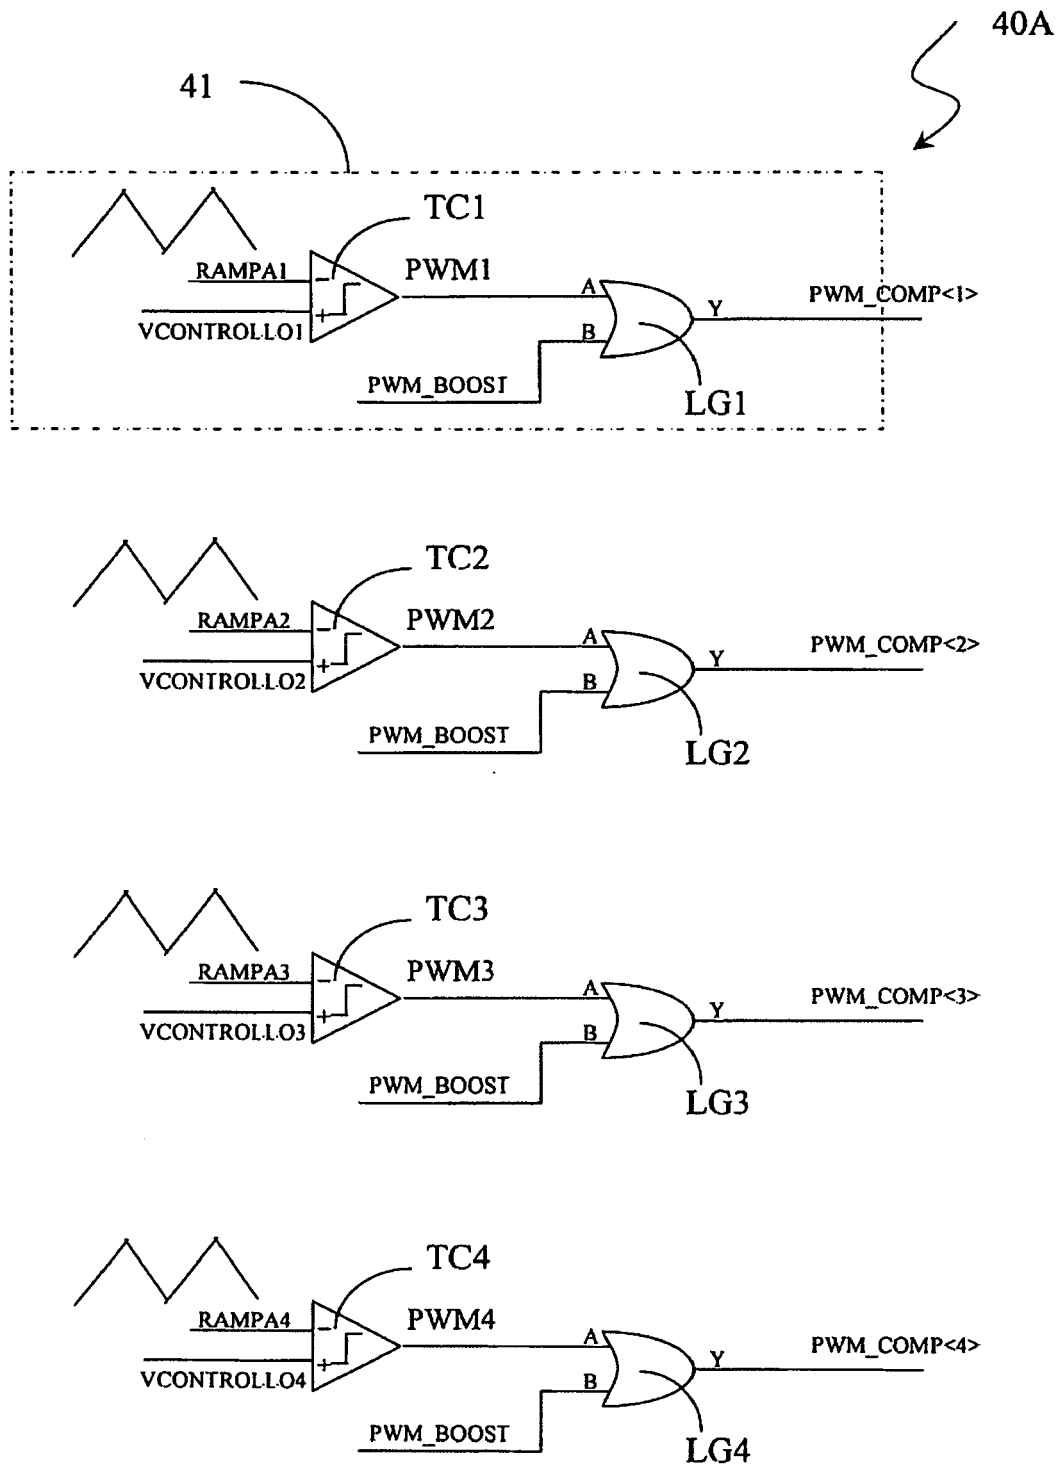 40A
41
TC1
RAMPA1
−
PWM1
+
VCONTROLLO1
A
B
Y
PWM_COMP<1>
PWM_BOOST
LG1
TC2
RAMPA2
−
PWM2
+
VCONTROLLO2
A
B
Y
PWM_COMP<2>
PWM_BOOST
LG2
TC3
RAMPA3
−
PWM3
+
VCONTROLLO3
A
B
Y
PWM_COMP<3>
PWM_BOOST
LG3
TC4
RAMPA4
−
PWM4
+
VCONTROLLO4
A
B
Y
PWM_COMP<4>
PWM_BOOST
LG4